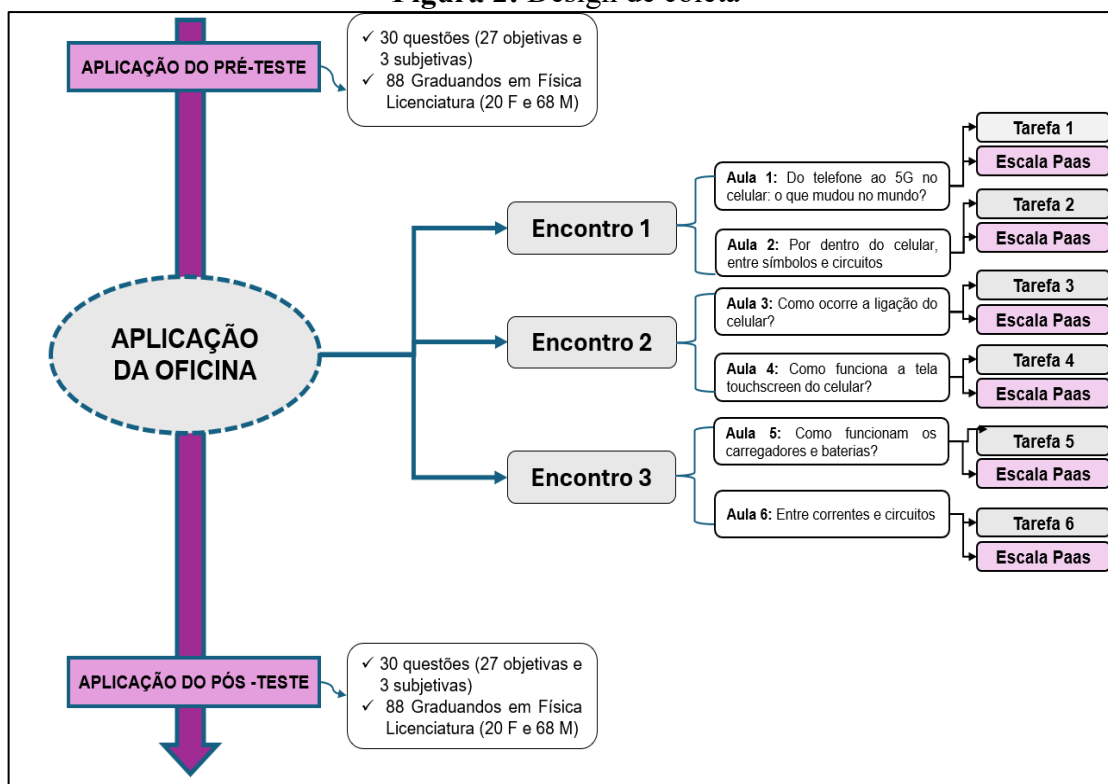 Figura 2: Design de coleta
APLICAÇÃO DO PRÉ-TESTE
✓ 30 questões (27 objetivas e
3 subjetivas)
✓ 88 Graduandos em Física
Licenciatura (20 F e 68 M)
APLICAÇÃO
DA OFICINA
Encontro 1
Aula 1: Do telefone ao 5G no
celular: o que mudou no mundo?
Tarefa 1
Escala Paas
Aula 2: Por dentro do celular,
entre símbolos e circuitos
Tarefa 2
Escala Paas
Encontro 2
Aula 3: Como ocorre a ligação do
celular?
Tarefa 3
Escala Paas
Aula 4: Como funciona a tela
touchscreen do celular?
Tarefa 4
Escala Paas
Encontro 3
Aula 5: Como funcionam os
carregadores e baterias?
Tarefa 5
Escala Paas
Aula 6: Entre correntes e circuitos
Tarefa 6
Escala Paas
APLICAÇÃO DO PÓS -TESTE
✓ 30 questões (27 objetivas e
3 subjetivas)
✓ 88 Graduandos em Física
Licenciatura (20 F e 68 M)